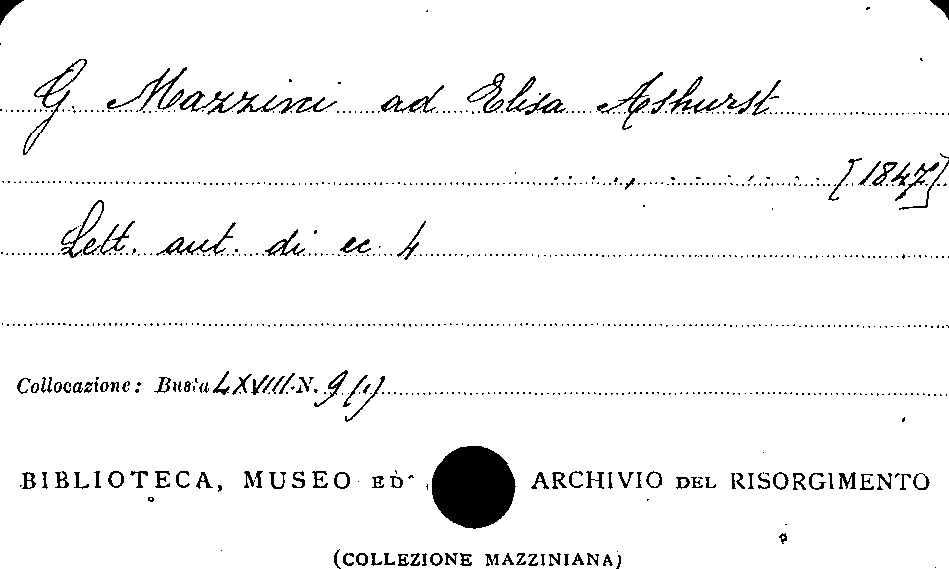 G. Mazzini ad Elisa Ashurst
....,........ [1847]
Lett. aut. di cc. 4
Collocazione: Busta LXVIII N. 9 (1)
BIBLIOTECA, MUSEO ED ARCHIVIO DEL RISORGIMENTO
(COLLEZIONE MAZZINIANA)